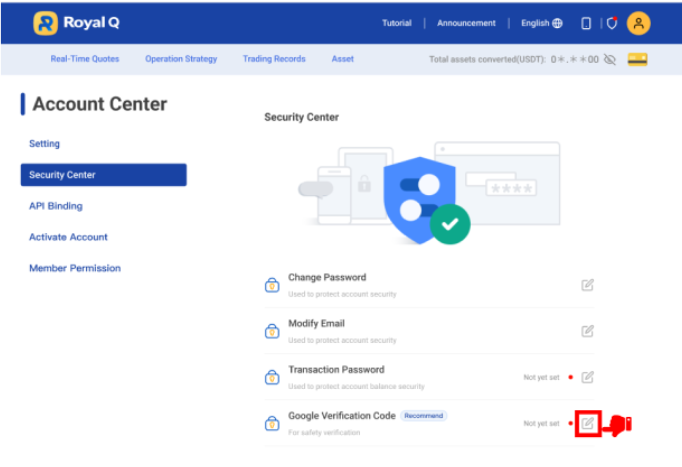 Royal Q
Tutorial | Announcement | English
Real-Time Quotes Operation Strategy Trading Records Asset Total assets converted(USDT): 0*.**00
Account Center
Security Center
Setting
Security Center
API Binding
Activate Account
Member Permission
****
Change Password
Used to protect account security
Modify Email
Used to protect account security
Transaction Password
Used to protect account balance security
Not yet set
Google Verification Code Recommend
For safety verification
Not yet set